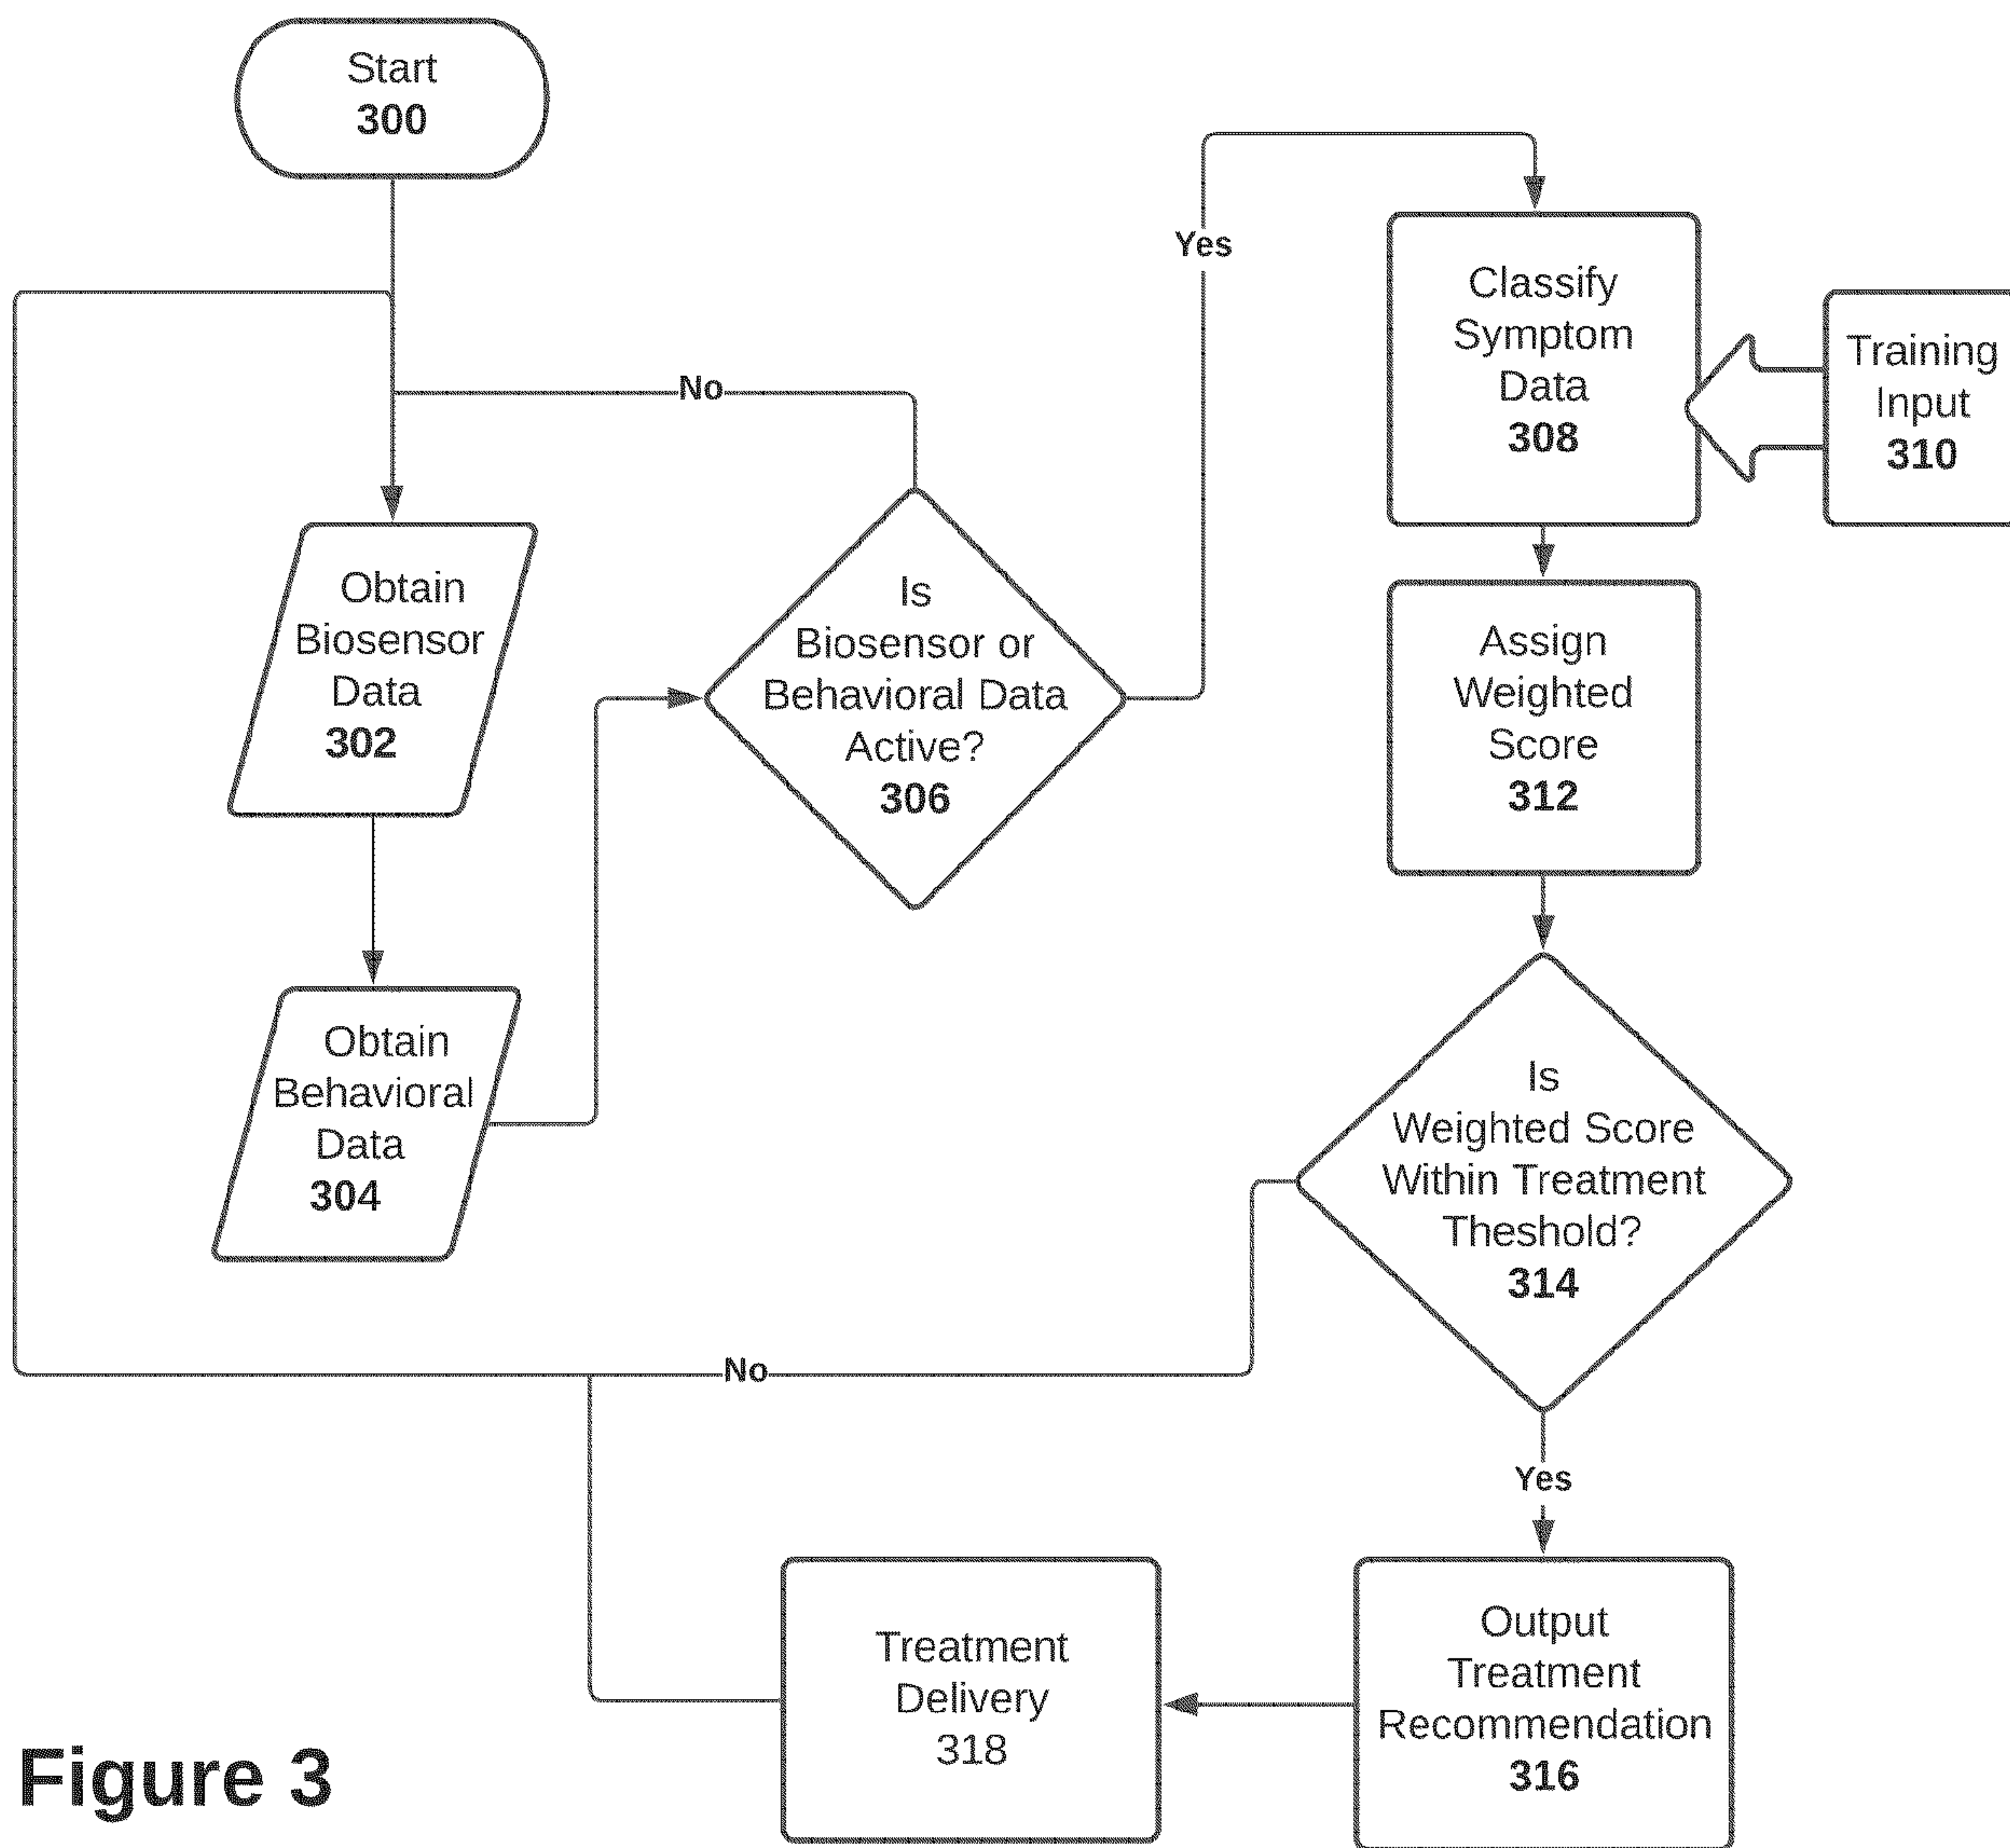 Start
300
No
Obtain
Biosensor
Data
302
Obtain
Behavioral
Data
304
Is
Biosensor or
Behavioral Data
Active?
306
Yes
Classify
Symptom
Data
308
Training
Input
310
Assign
Weighted
Score
312
Is
Weighted Score
Within Treatment
Theshold?
314
No
Yes
Output
Treatment
Recommendation
316
Treatment
Delivery
318
Figure 3